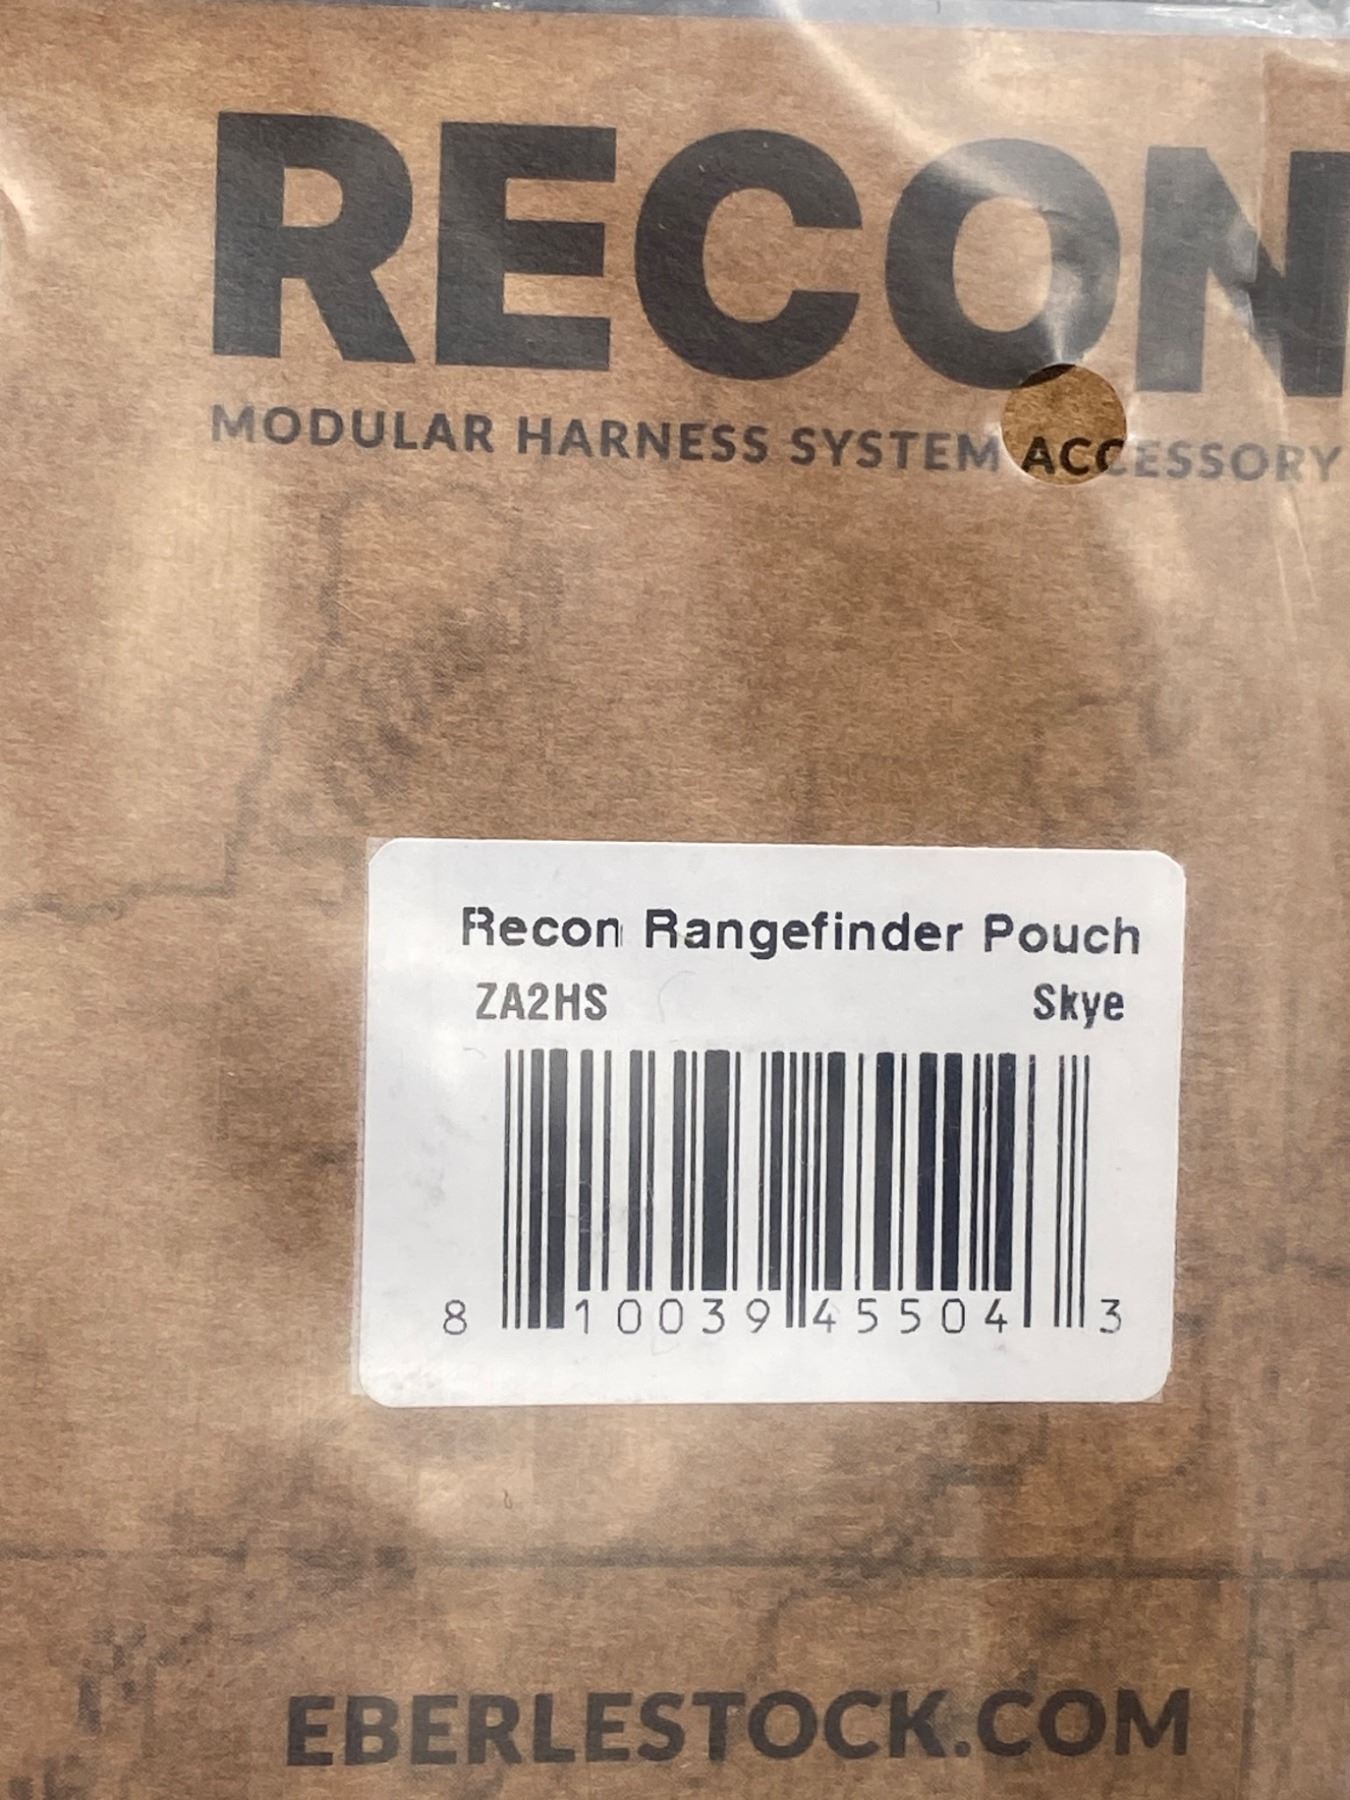 RECON
MODULAR HARNESS SYSTEM ACCESSORY
Recon Rangefinder Pouch
ZA2HS Skye
8 10039 45504 3
EBERLESTOCK.COM